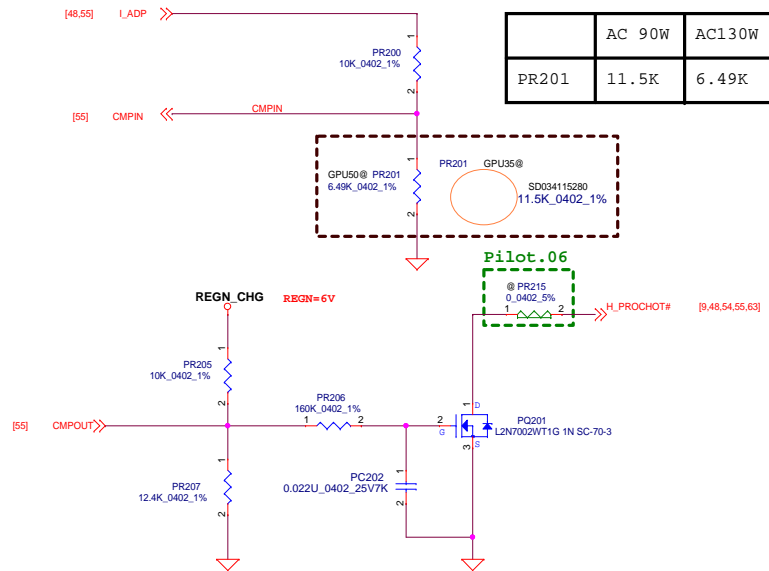 [48,55] I_ADP
1
PR200
10K_0402_1%
2
AC 90W AC130W
PR201 11.5K 6.49K
[55] CMPIN
CMPIN
1
GPU50@ PR201
6.49K_0402_1%
2
PR201 GPU35@
SD034115280
11.5K_0402_1%
Pilot.06
@ PR215
0_0402_5%
1 2
H_PROCHOT# [9,48,54,55,63]
REGN_CHG REGN=6V
1
PR205
10K_0402_1%
2
[55] CMPOUT
PR206
160K_0402_1%
1 2
1
PR207
12.4K_0402_1%
2
1
PC202
0.022U_0402_25V7K
2
1 D
2 G
3 S
PQ201
L2N7002WT1G 1N SC-70-3